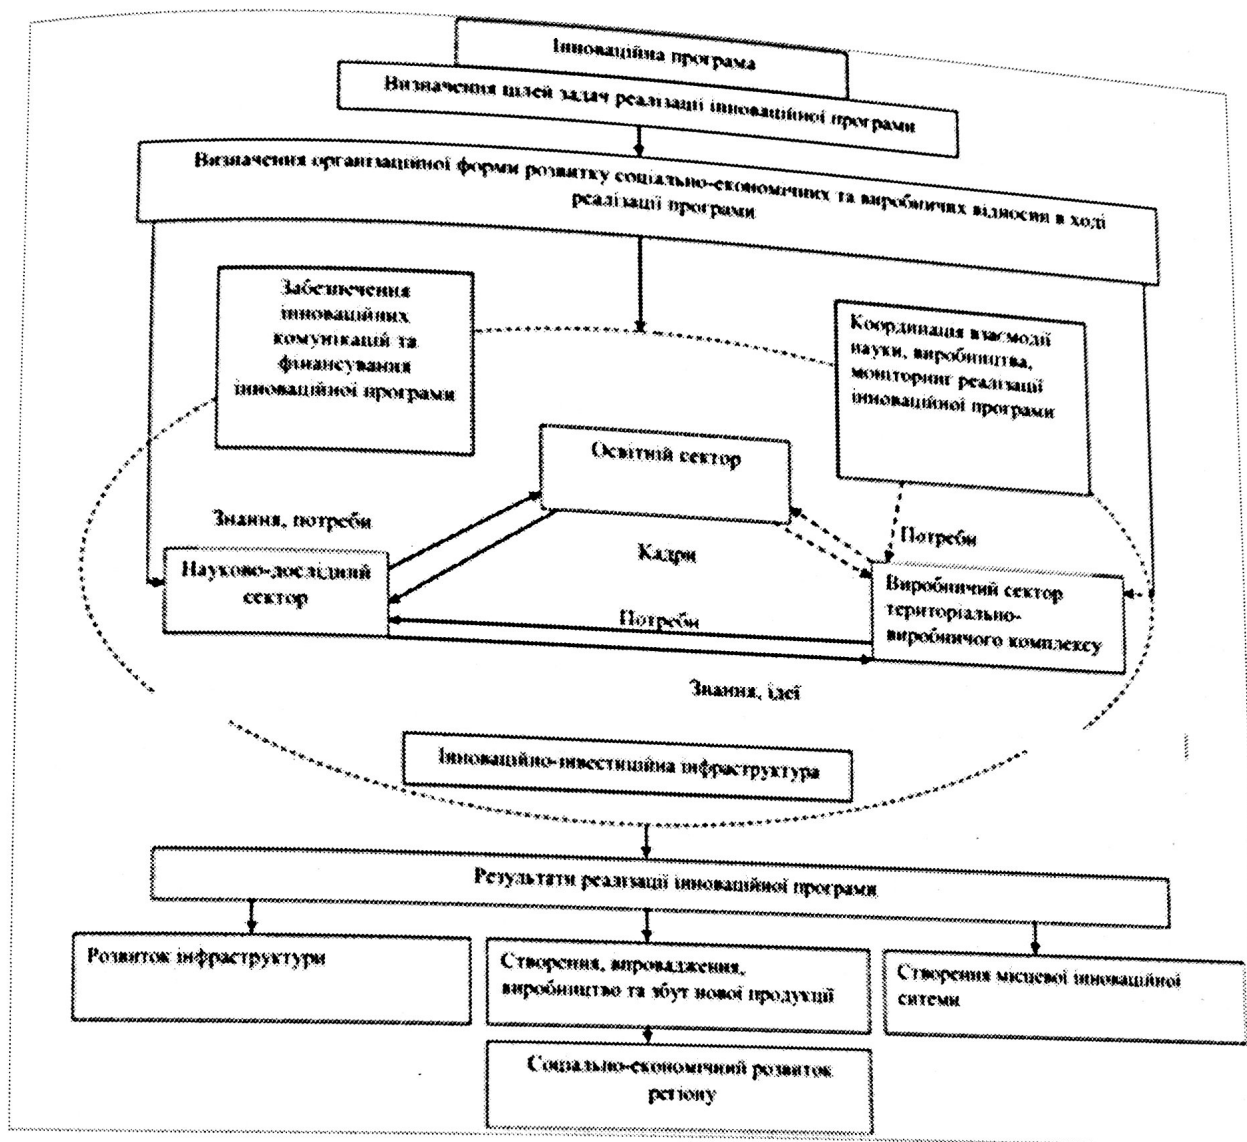 Інноваційна програма
Визначення цілей задач реалізації інноваційної програми
Визначення організаційної форми розвитку соціально-економічних та виробничих відносин в ході
реалізації програми
Забезпечення
інноваційних
комунікацій та
фінансування
інноваційної програми
Координація взаємодії
науки, виробництва,
моніторинг реалізації
інноваційної програми
Освітній сектор
Знання, потреби
Кадри
Потреби
Науково-дослідний
сектор
Виробничий сектор
територіально-
виробничого комплексу
Потреби
Знання, ідеї
Інноваційно-інвестиційна інфраструктура
Результати реалізації інноваційної програми
Розвиток інфраструктури
Створення, впровадження,
виробництво та збут нової продукції
Створення місцевої інноваційної
ситеми
Соціально-економічний розвиток
регіону